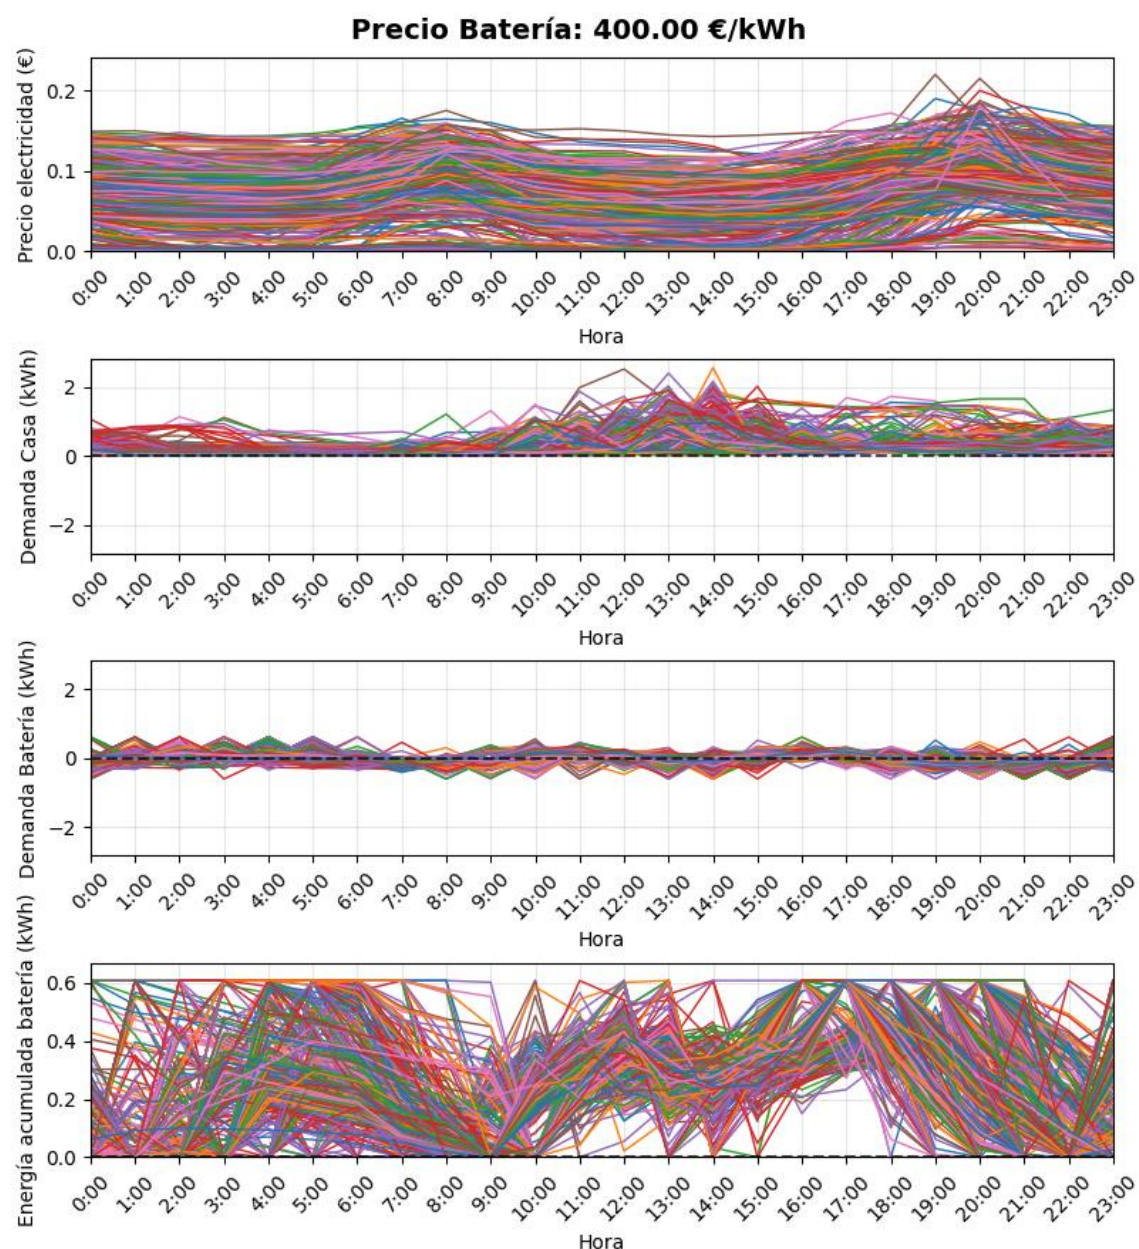 Precio Batería: 400.00 €/kWh
Precio electricidad (€)
0.2
0.1
0.0
0:00 1:00 2:00 3:00 4:00 5:00 6:00 7:00 8:00 9:00 10:00 11:00 12:00 13:00 14:00 15:00 16:00 17:00 18:00 19:00 20:00 21:00 22:00 23:00
Hora
Demanda Casa (kWh)
2
0
−2
0:00 1:00 2:00 3:00 4:00 5:00 6:00 7:00 8:00 9:00 10:00 11:00 12:00 13:00 14:00 15:00 16:00 17:00 18:00 19:00 20:00 21:00 22:00 23:00
Hora
Demanda Batería (kWh)
2
0
−2
0:00 1:00 2:00 3:00 4:00 5:00 6:00 7:00 8:00 9:00 10:00 11:00 12:00 13:00 14:00 15:00 16:00 17:00 18:00 19:00 20:00 21:00 22:00 23:00
Hora
Energía acumulada batería (kWh)
0.6
0.4
0.2
0.0
0:00 1:00 2:00 3:00 4:00 5:00 6:00 7:00 8:00 9:00 10:00 11:00 12:00 13:00 14:00 15:00 16:00 17:00 18:00 19:00 20:00 21:00 22:00 23:00
Hora